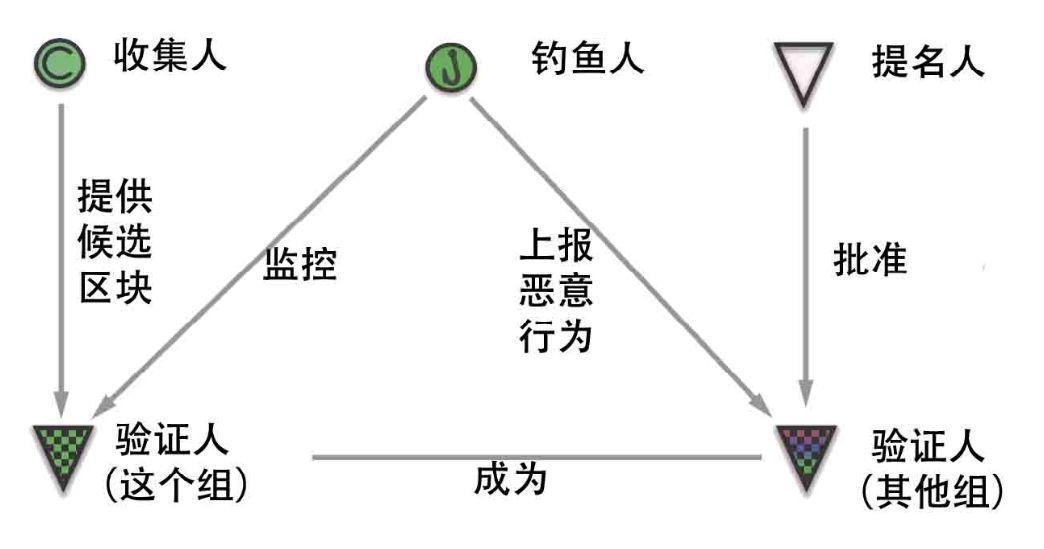 收集人
钓鱼人
提名人
提供
候选
区块
监控
上报
恶意
行为
批准
验证人
（这个组）
成为
验证人
（其他组）